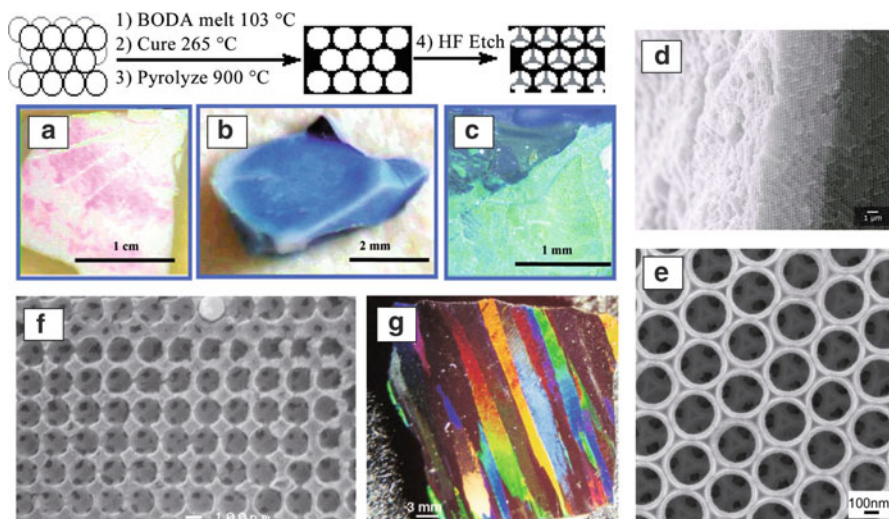 1) BODA melt 103 °C
2) Cure 265 °C
3) Pyrolyze 900 °C
4) HF Etch
a
1 cm
b
2 mm
c
1 mm
d
1 µm
e
100nm
f
100nm
g
3 mm